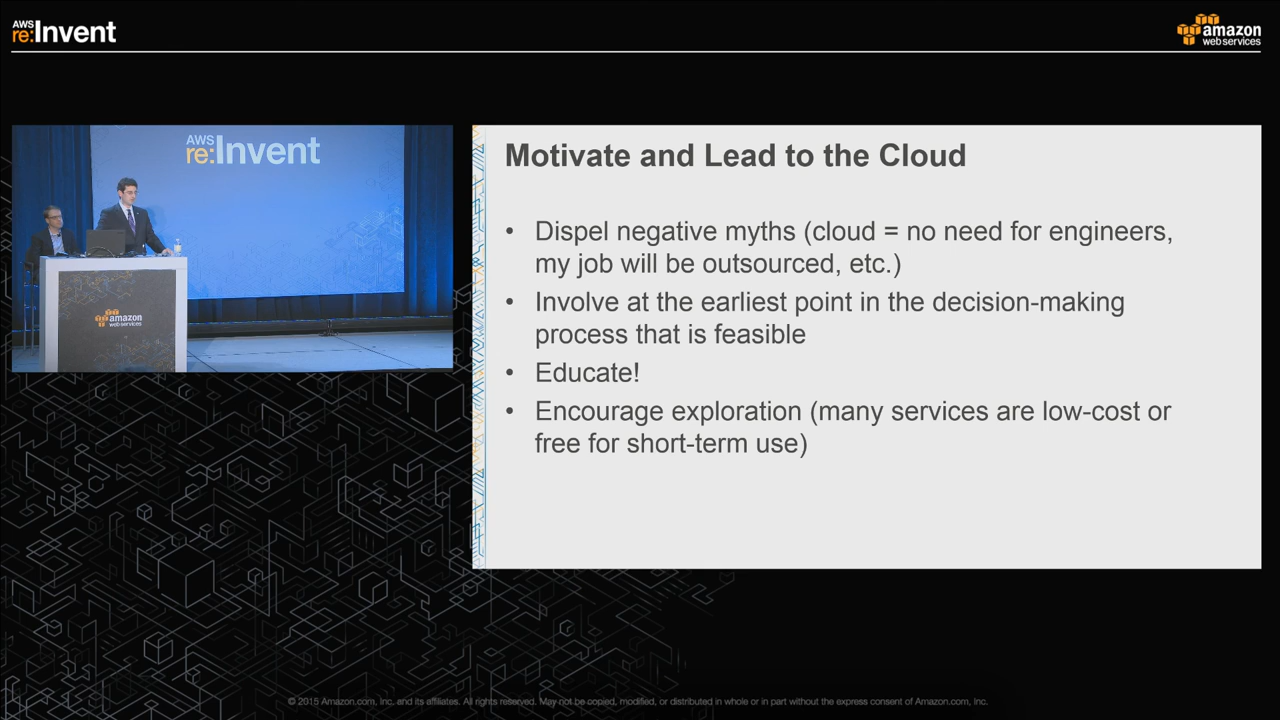 AWS
re:Invent
amazon
web services
AWS
re:Invent
amazon
web services
Motivate and Lead to the Cloud
• Dispel negative myths (cloud = no need for engineers,
my job will be outsourced, etc.)
• Involve at the earliest point in the decision-making
process that is feasible
• Educate!
• Encourage exploration (many services are low-cost or
free for short-term use)
© 2015 Amazon.com, Inc. and its affiliates. All rights reserved. May not be copied, modified, or distributed in whole or in part without the express consent of Amazon.com, Inc.